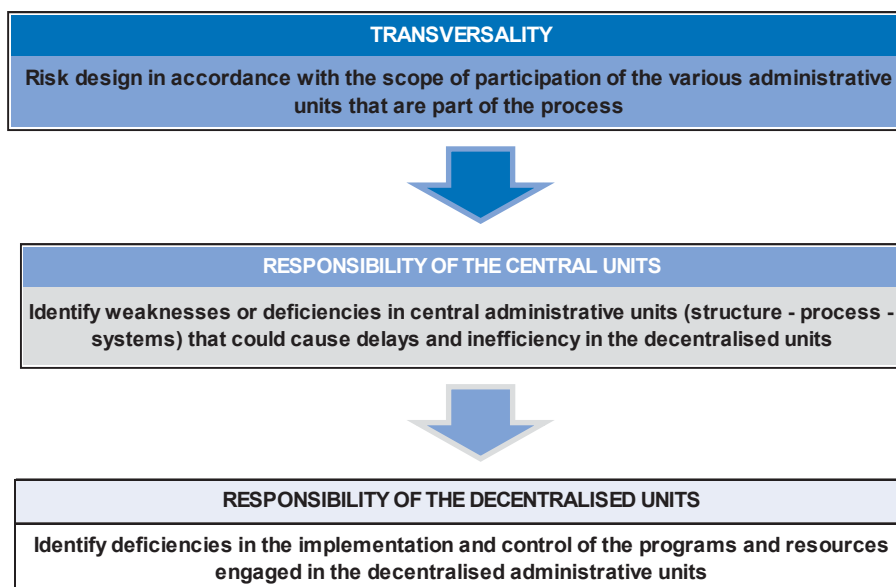 TRANSVERSALITY
Risk design in accordance with the scope of participation of the various administrative
units that are part of the process
RESPONSIBILITY OF THE CENTRAL UNITS
Identify weaknesses or deficiencies in central administrative units (structure - process -
systems) that could cause delays and inefficiency in the decentralised units
RESPONSIBILITY OF THE DECENTRALISED UNITS
Identify deficiencies in the implementation and control of the programs and resources
engaged in the decentralised administrative units